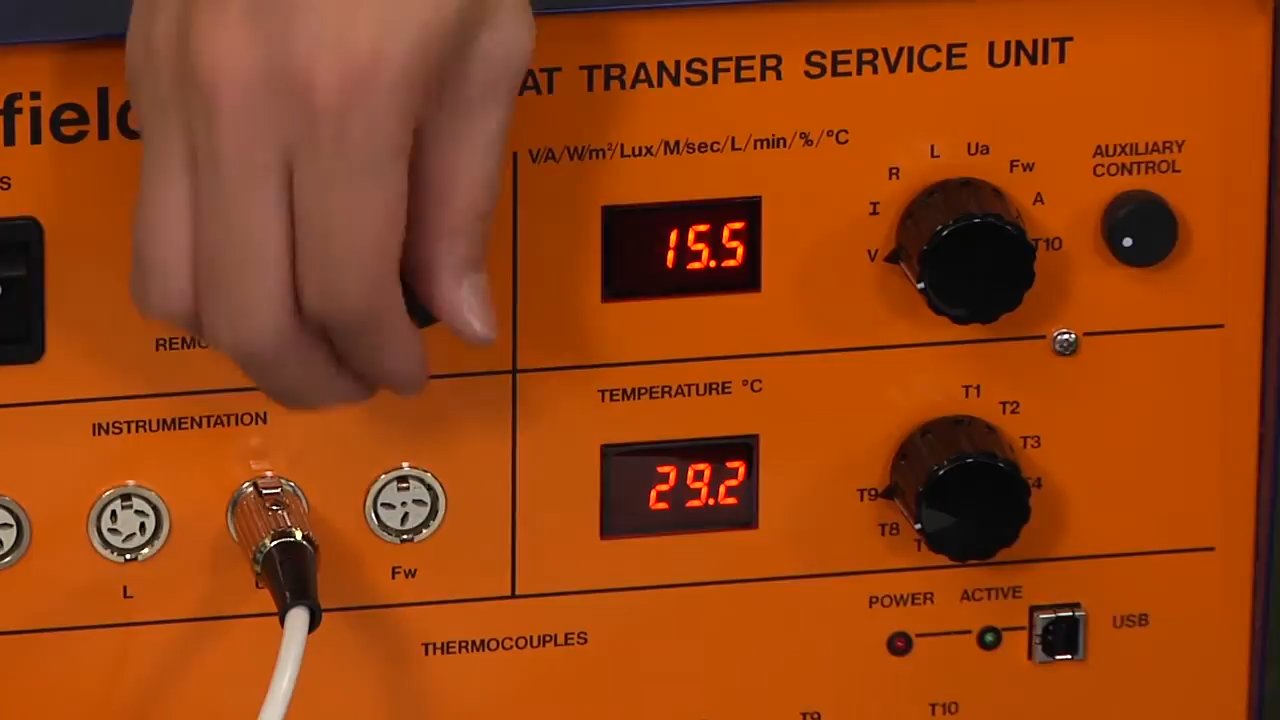 field
AT TRANSFER SERVICE UNIT
S
V/A/W/m²/Lux/M/sec/L/min/%/°C
15.5
V
I
R
L
Ua
Fw
A
T10
AUXILIARY
CONTROL
REMO
TEMPERATURE °C
29.2
T1
T2
T3
T9
T8
INSTRUMENTATION
L
Fw
THERMOCOUPLES
POWER
ACTIVE
USB
T9
T10